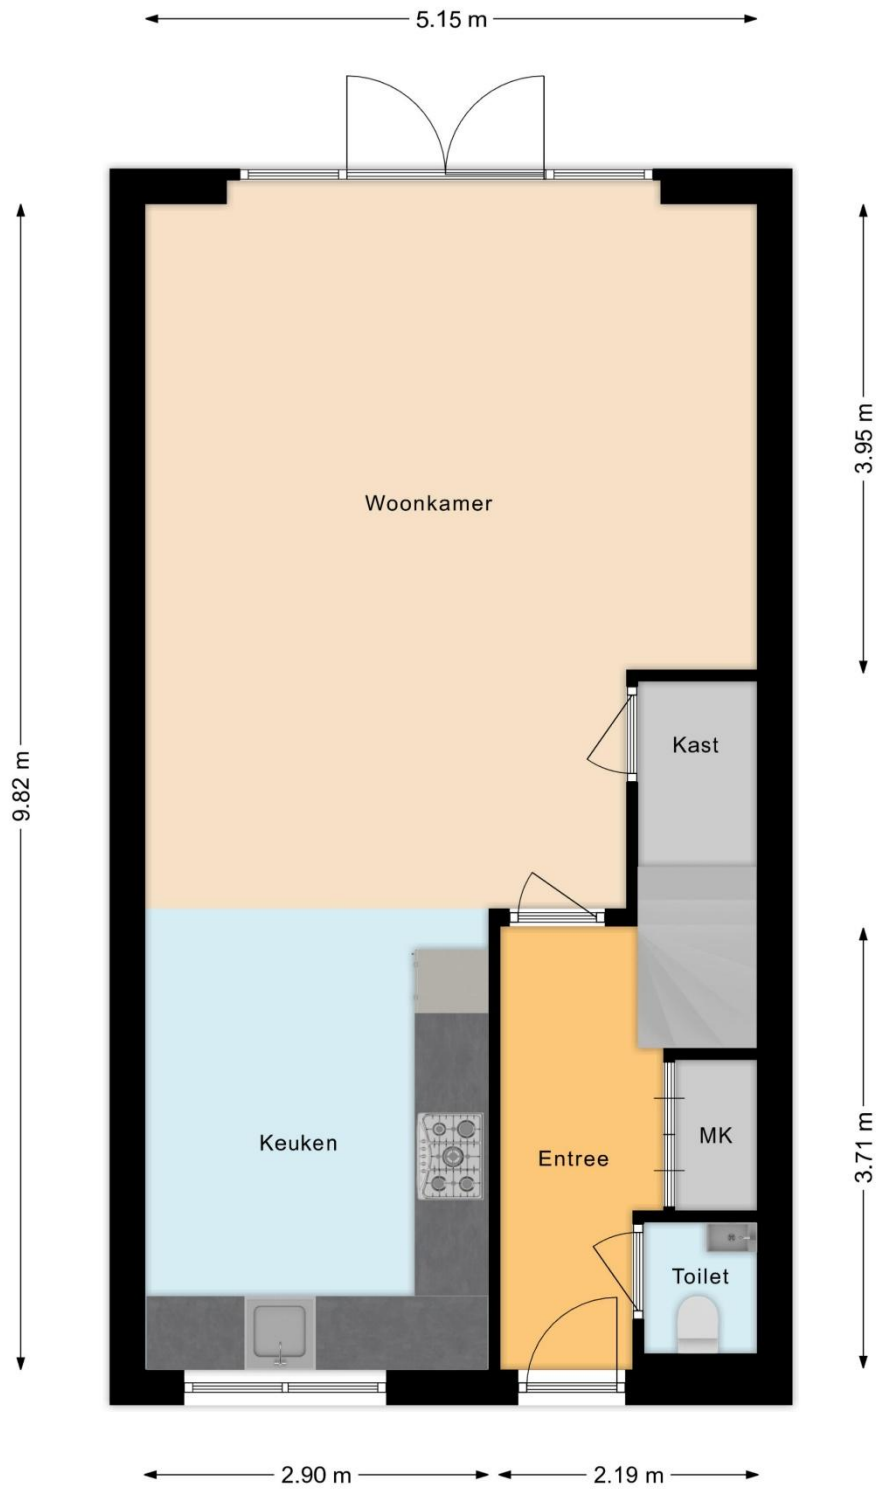 5.15 m
3.95 m
Woonkamer
Kast
9.82 m
Keuken
Entree
MK
3.71 m
Toilet
2.90 m
2.19 m